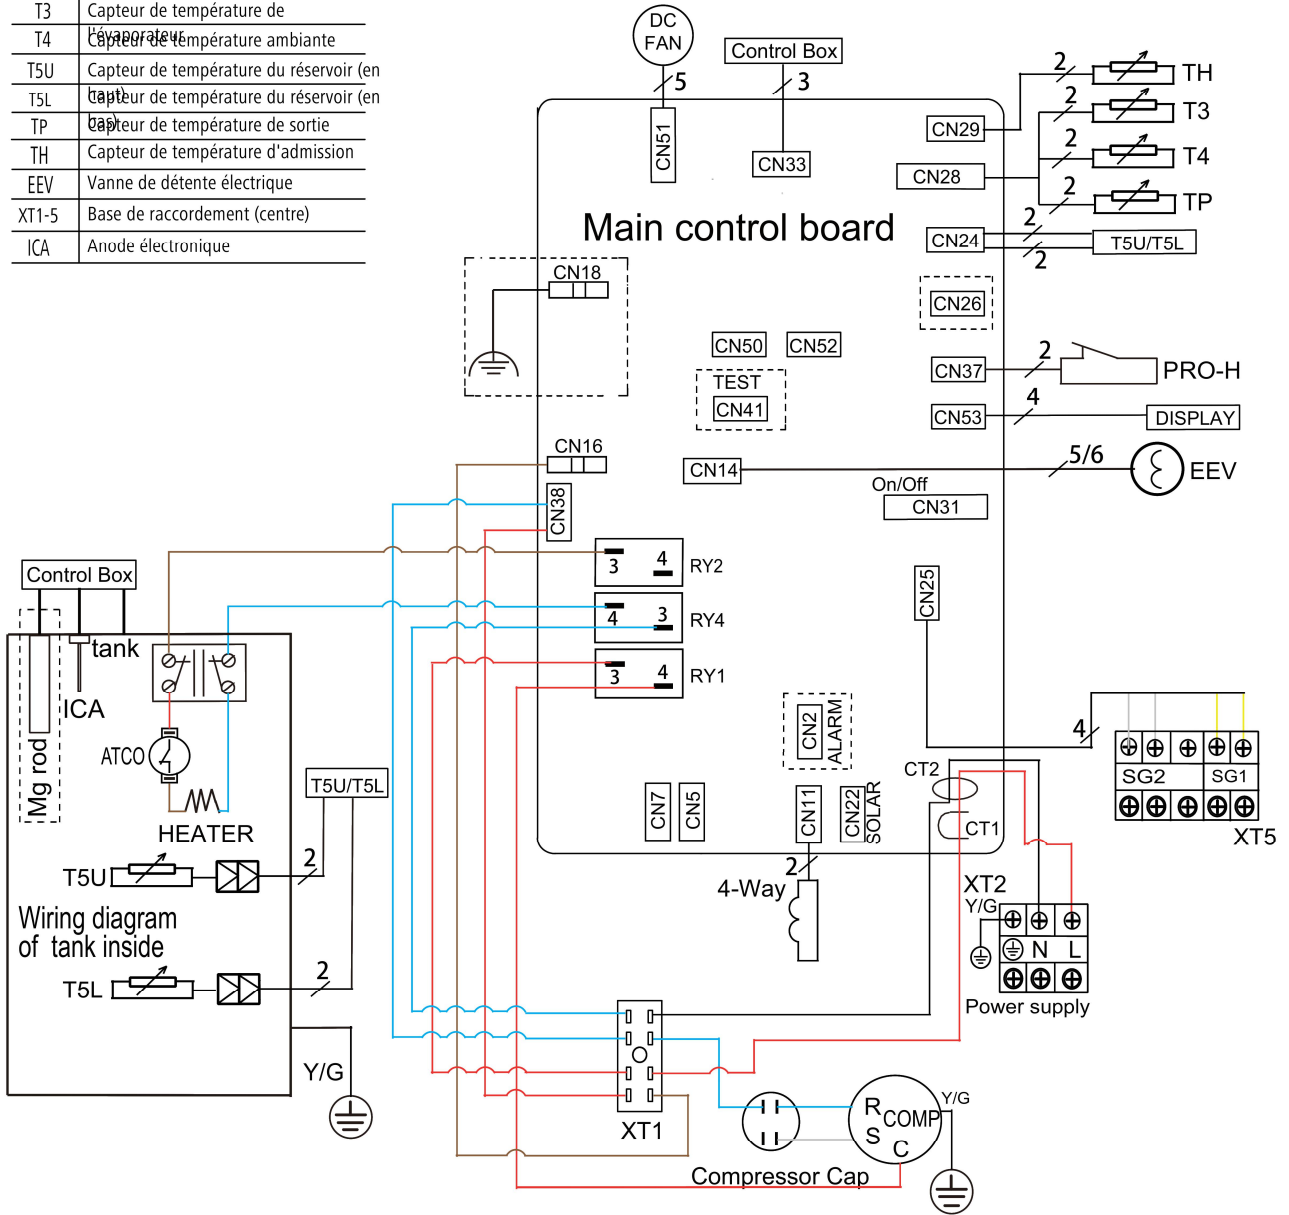 T3 Capteur de température de
l'évaporateur
T4 Capteur de température ambiante
T5U Capteur de température du réservoir (en
haut)
T5L Capteur de température du réservoir (en
bas)
TP Capteur de température de sortie
TH Capteur de température d'admission
EEV Vanne de détente électrique
XT1-5 Base de raccordement (centre)
ICA Anode électronique
DC
FAN
5
Control Box
3
CN51
CN33
Main control board
CN29
2
TH
CN28
2
T3
2
T4
2
TP
CN24
2
2
T5U/T5L
CN18
CN26
CN50
CN52
TEST
CN41
CN37
2
PRO-H
CN53
4
DISPLAY
CN16
CN14
5/6
EEV
On/Off
CN31
CN38
3
4
RY2
4
3
RY4
3
4
RY1
CN25
Control Box
tank
ICA
Mg rod
ATCO
HEATER
T5U/T5L
T5U
2
Wiring diagram
of tank inside
T5L
2
Y/G
CN2
ALARM
CN7
CN5
CN11
CN22
SOLAR
2
4-Way
CT2
CT1
4
SG2
SG1
XT5
XT2
Y/G
N
L
Power supply
XT1
R
S
C
COMP
Y/G
Compressor Cap